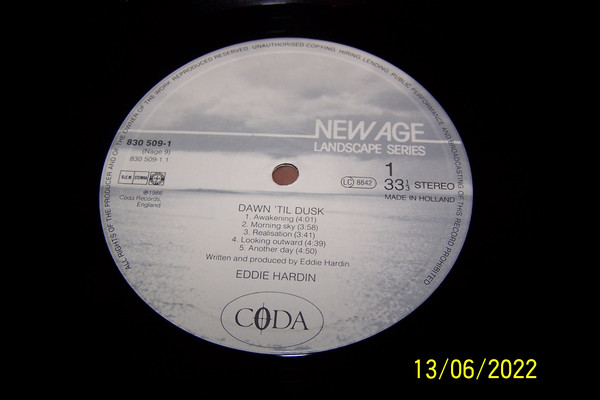 ALL RIGHTS OF THE PRODUCER AND OF THE OWNER OF THE WORK REPRODUCED RESERVED. UNAUTHORISED COPYING, HIRING, LENDING, PUBLIC PERFORMANCE AND BROADCASTING OF THIS RECORD PROHIBITED
NEW AGE
LANDSCAPE SERIES
830 509-1
(Nage 9)
830 509-1.1
STEMRA
℗1986
Coda Records,
England
LC 8842
1
33⅓ STEREO
MADE IN HOLLAND
DAWN 'TIL DUSK
1. Awakening (4:01)
2. Morning sky (3:58)
3. Realisation (3:41)
4. Looking outward (4:39)
5. Another day (4:50)
Written and produced by Eddie Hardin
EDDIE HARDIN
CODA
13/06/2022